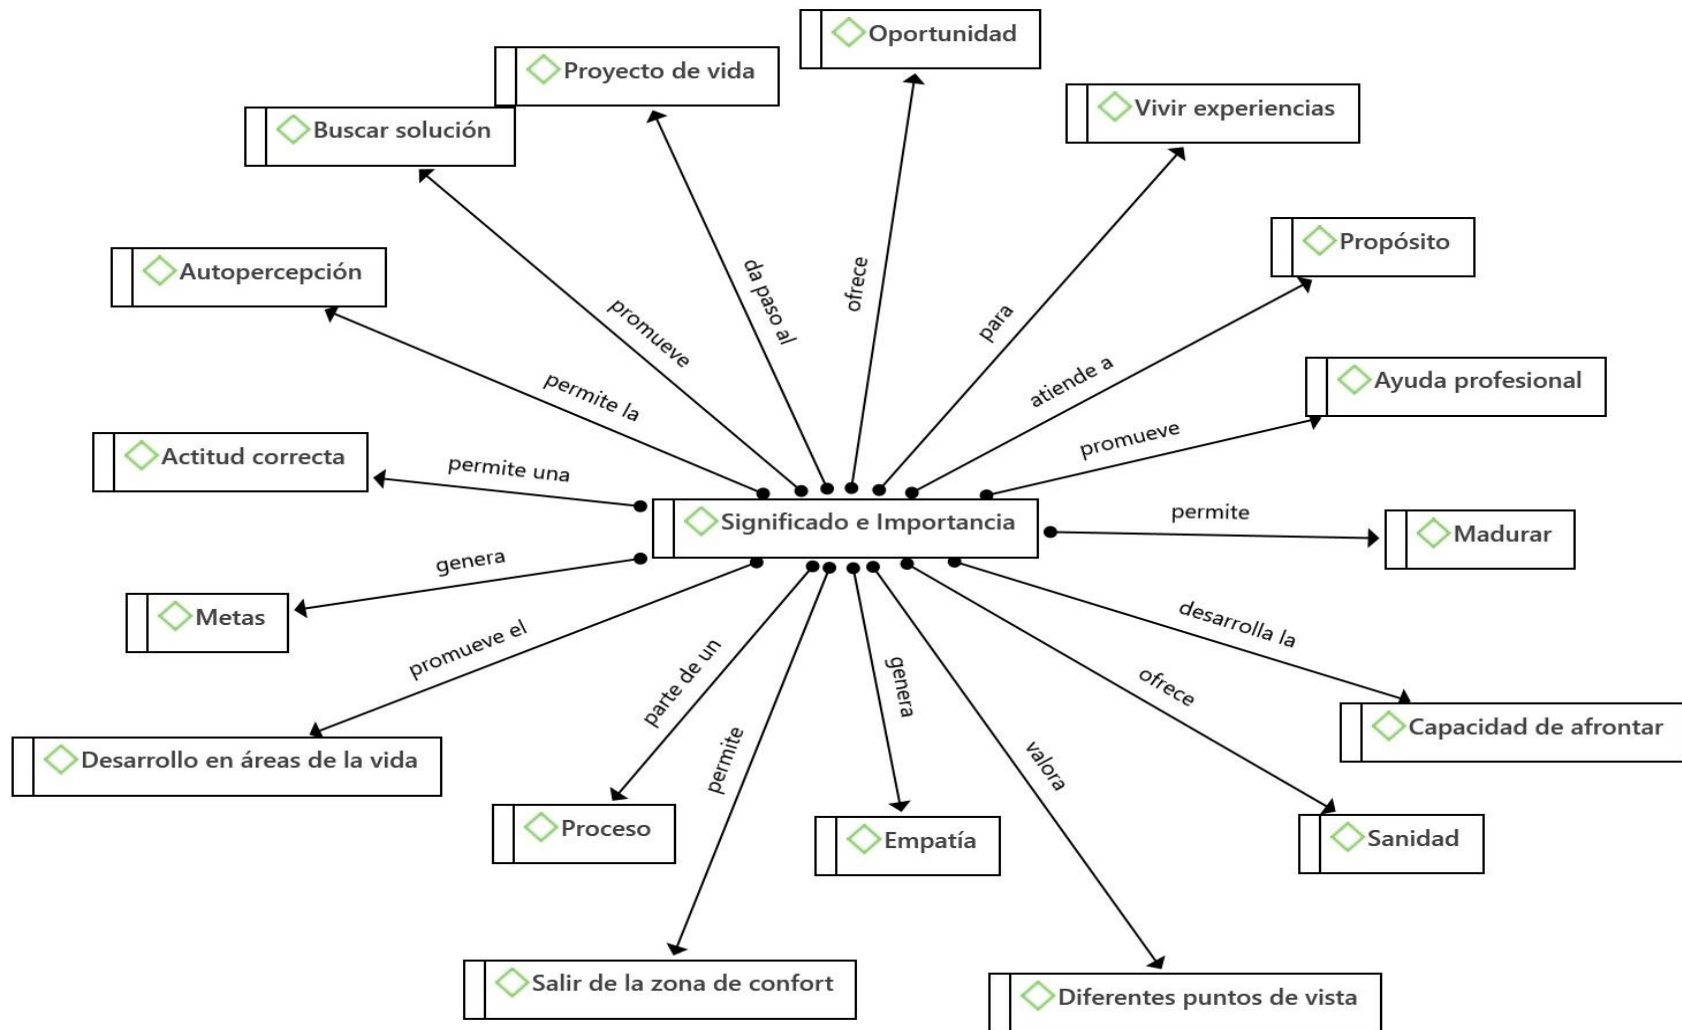 Oportunidad
Proyecto de vida
Vivir experiencias
Buscar solución
Propósito
Autopercepción
da paso al
ofrece
para
promueve
atiende a
Ayuda profesional
permite la
promueve
Actitud correcta
permite una
Significado e Importancia
permite
Madurar
genera
Metas
promueve el
parte de un
permite
genera
valora
ofrece
desarrolla la
Capacidad de afrontar
Desarrollo en áreas de la vida
Proceso
Empatía
Sanidad
Salir de la zona de confort
Diferentes puntos de vista